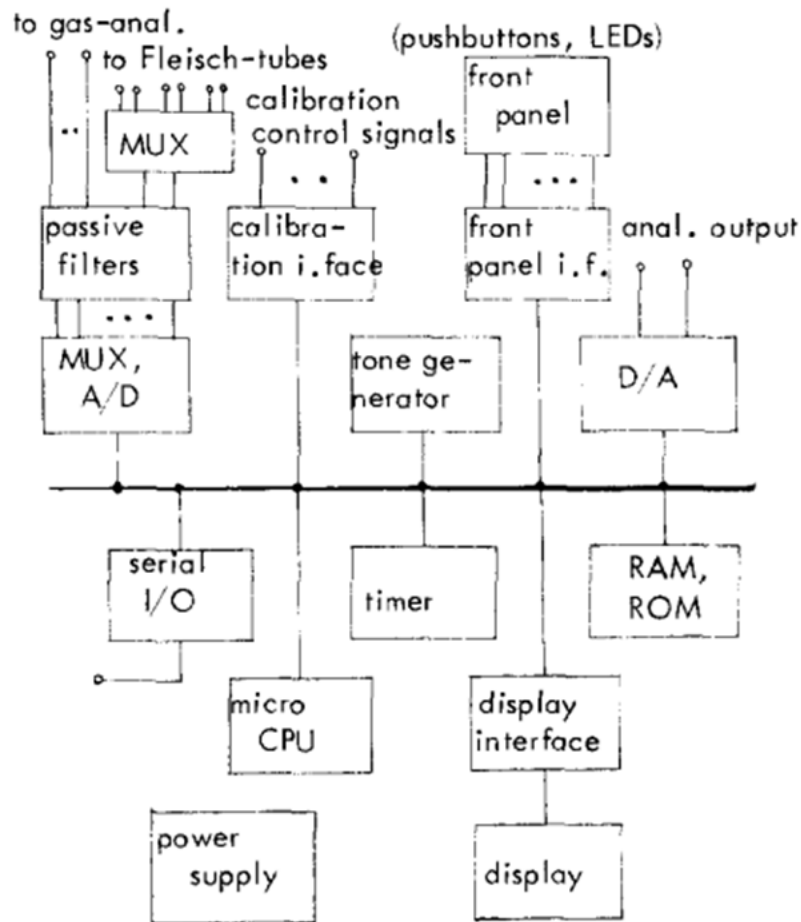 to gas-anal.
to Fleisch-tubes
(pushbuttons, LEDs)
front
panel
MUX
calibration
control signals
passive
filters
calibra-
tion i.face
front
panel i.f.
anal. output
MUX,
A/D
tone ge-
nerator
D/A
serial
I/O
timer
RAM,
ROM
micro
CPU
display
interface
power
supply
display